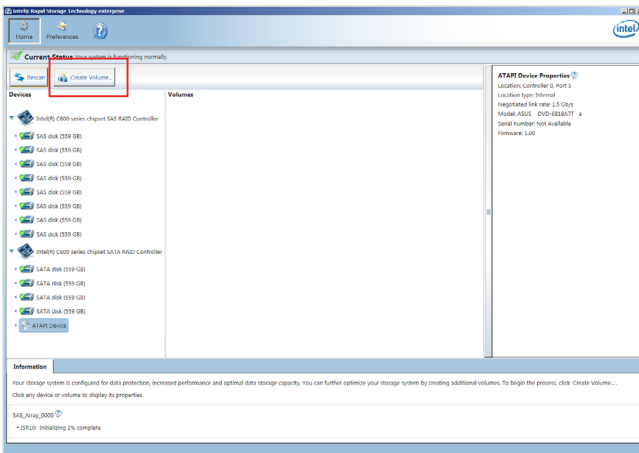 Intel® Rapid Storage Technology enterprise
Home
Preferences
intel
Current Status Your system is functioning normally.
Rescan
Create Volume...
Devices
Volumes
Intel(R) C600 series chipset SAS RAID Controller
SAS disk (559 GB)
SAS disk (559 GB)
SAS disk (559 GB)
SAS disk (559 GB)
SAS disk (559 GB)
SAS disk (559 GB)
SAS disk (559 GB)
SAS disk (559 GB)
Intel(R) C600 series chipset SATA RAID Controller
SATA disk (559 GB)
SATA disk (559 GB)
SATA disk (559 GB)
SATA disk (559 GB)
ATAPI Device
ATAPI Device Properties
Location: Controller 0, Port 5
Location type: Internal
Negotiated link rate: 1.5 Gb/s
Model: ASUS DVD-E818A7T a
Serial number: Not Available
Firmware: 1.00
Information
Your storage system is configured for data protection, increased performance and optimal data storage capacity. You can further optimize your storage system by creating additional volumes. To begin the process, click 'Create Volume...'.
Click any device or volume to display its properties.
SAS_Array_0000
• ISR10: Initializing 2% complete